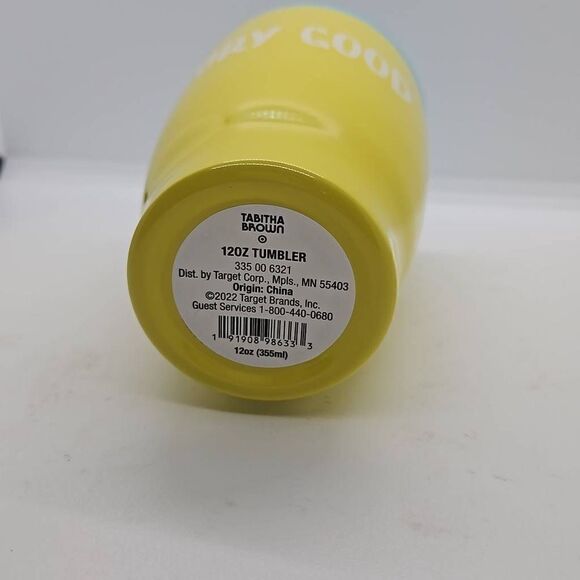 GOOD
TABITHA
BROWN
12OZ TUMBLER
335 00 6321
Dist. by Target Corp., Mpls., MN 55403
Origin: China
©2022 Target Brands, Inc.
Guest Services 1-800-440-0680
1 91908 98633 3
12oz (355ml)